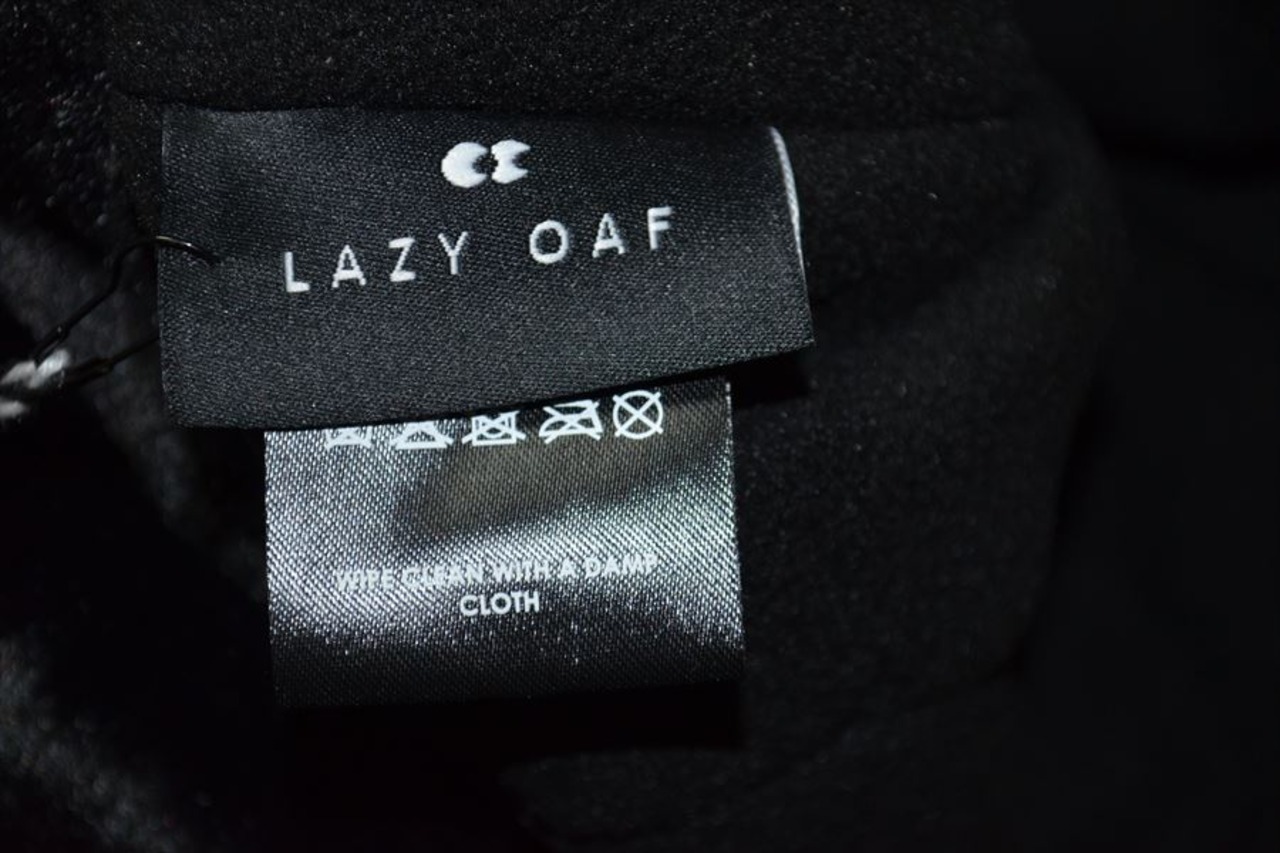 LAZY OAF
WIPE CLEAN WITH A DAMP
CLOTH